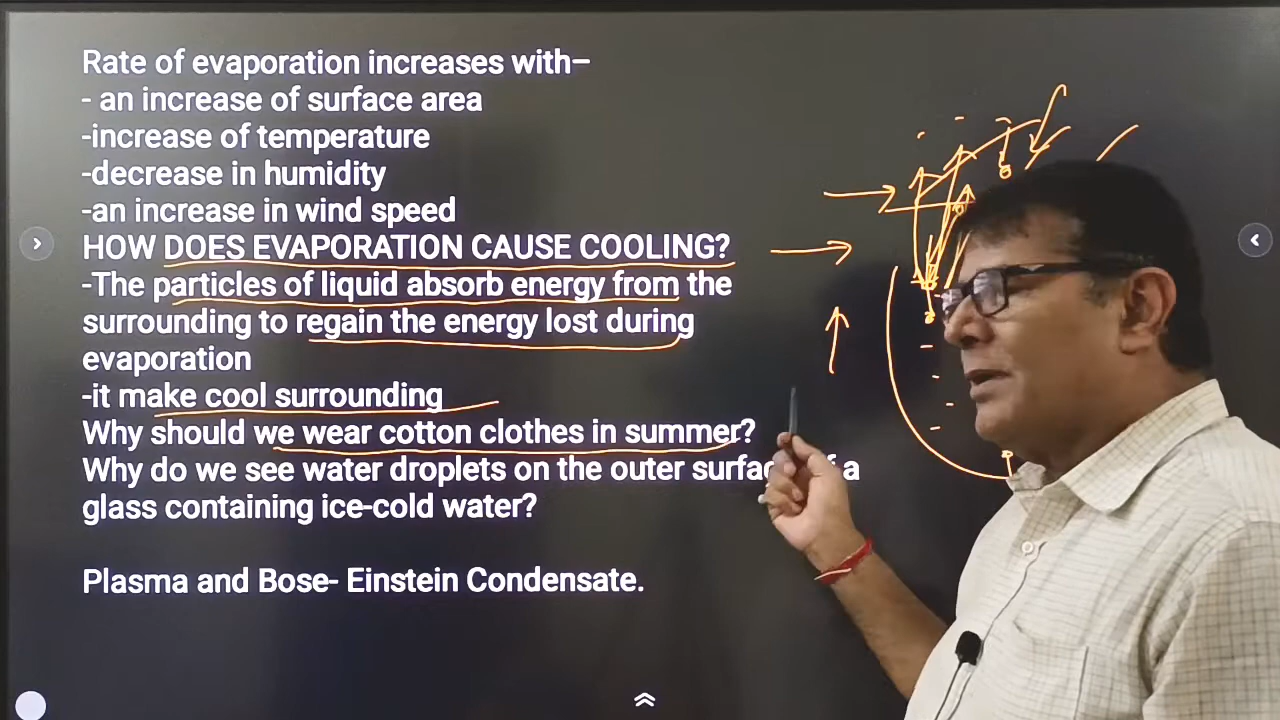 Rate of evaporation increases with–
- an increase of surface area
-increase of temperature
-decrease in humidity
-an increase in wind speed
HOW DOES EVAPORATION CAUSE COOLING?
-The particles of liquid absorb energy from the
surrounding to regain the energy lost during
evaporation
-it make cool surrounding
Why should we wear cotton clothes in summer?
Why do we see water droplets on the outer a
glass containing ice-cold water?
Plasma and Bose- Einstein Condensate.